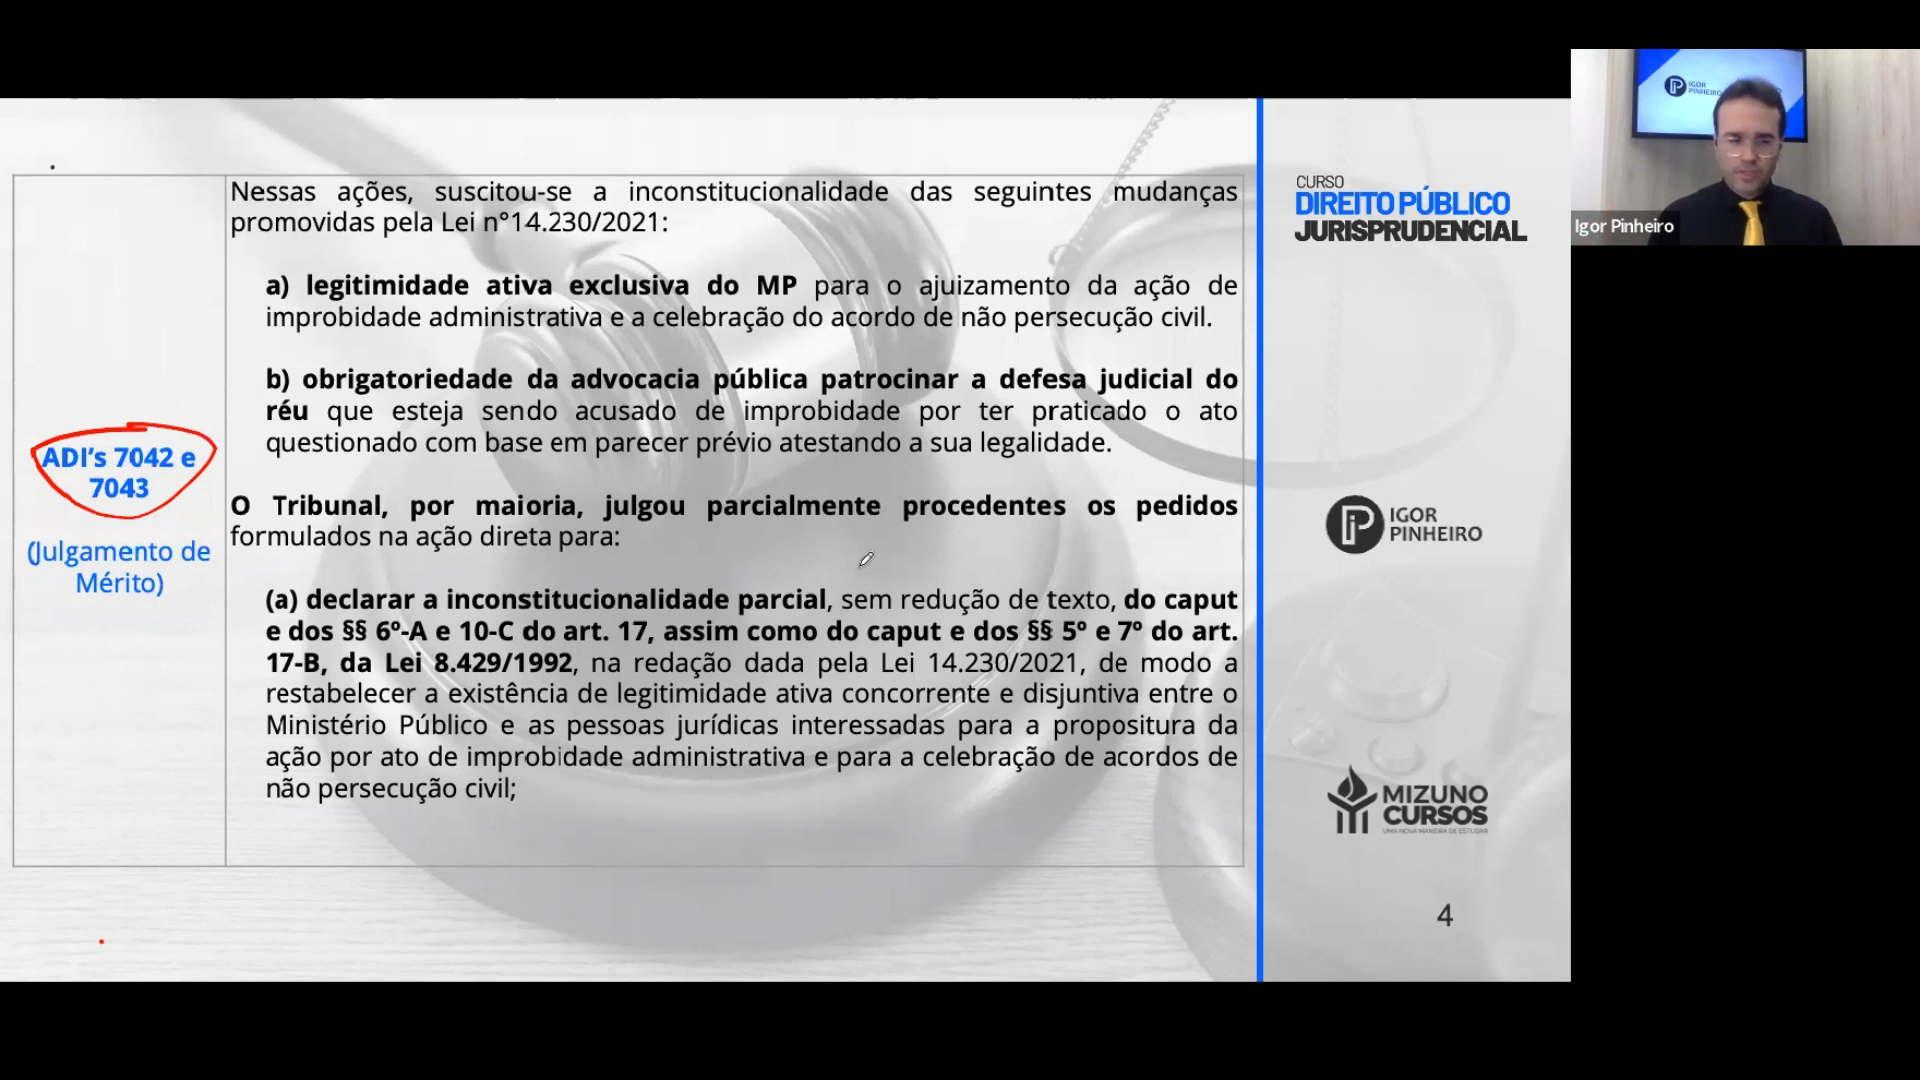 ADI’s 7042 e
7043
(Julgamento de
Mérito)
Nessas ações, suscitou-se a inconstitucionalidade das seguintes mudanças
promovidas pela Lei n°14.230/2021:
a) legitimidade ativa exclusiva do MP para o ajuizamento da ação de
improbidade administrativa e a celebração do acordo de não persecução civil.
b) obrigatoriedade da advocacia pública patrocinar a defesa judicial do
réu que esteja sendo acusado de improbidade por ter praticado o ato
questionado com base em parecer prévio atestando a sua legalidade.
O Tribunal, por maioria, julgou parcialmente procedentes os pedidos
formulados na ação direta para:
(a) declarar a inconstitucionalidade parcial, sem redução de texto, do caput
e dos §§ 6º-A e 10-C do art. 17, assim como do caput e dos §§ 5º e 7º do art.
17-B, da Lei 8.429/1992, na redação dada pela Lei 14.230/2021, de modo a
restabelecer a existência de legitimidade ativa concorrente e disjuntiva entre o
Ministério Público e as pessoas jurídicas interessadas para a propositura da
ação por ato de improbidade administrativa e para a celebração de acordos de
não persecução civil;
CURSO
DIREITO PÚBLICO
JURISPRUDENCIAL
IGOR
PINHEIRO
MIZUNO
CURSOS
UMA NOVA MANEIRA DE ESTUDAR
4
IGOR
PINHEIRO
Igor Pinheiro